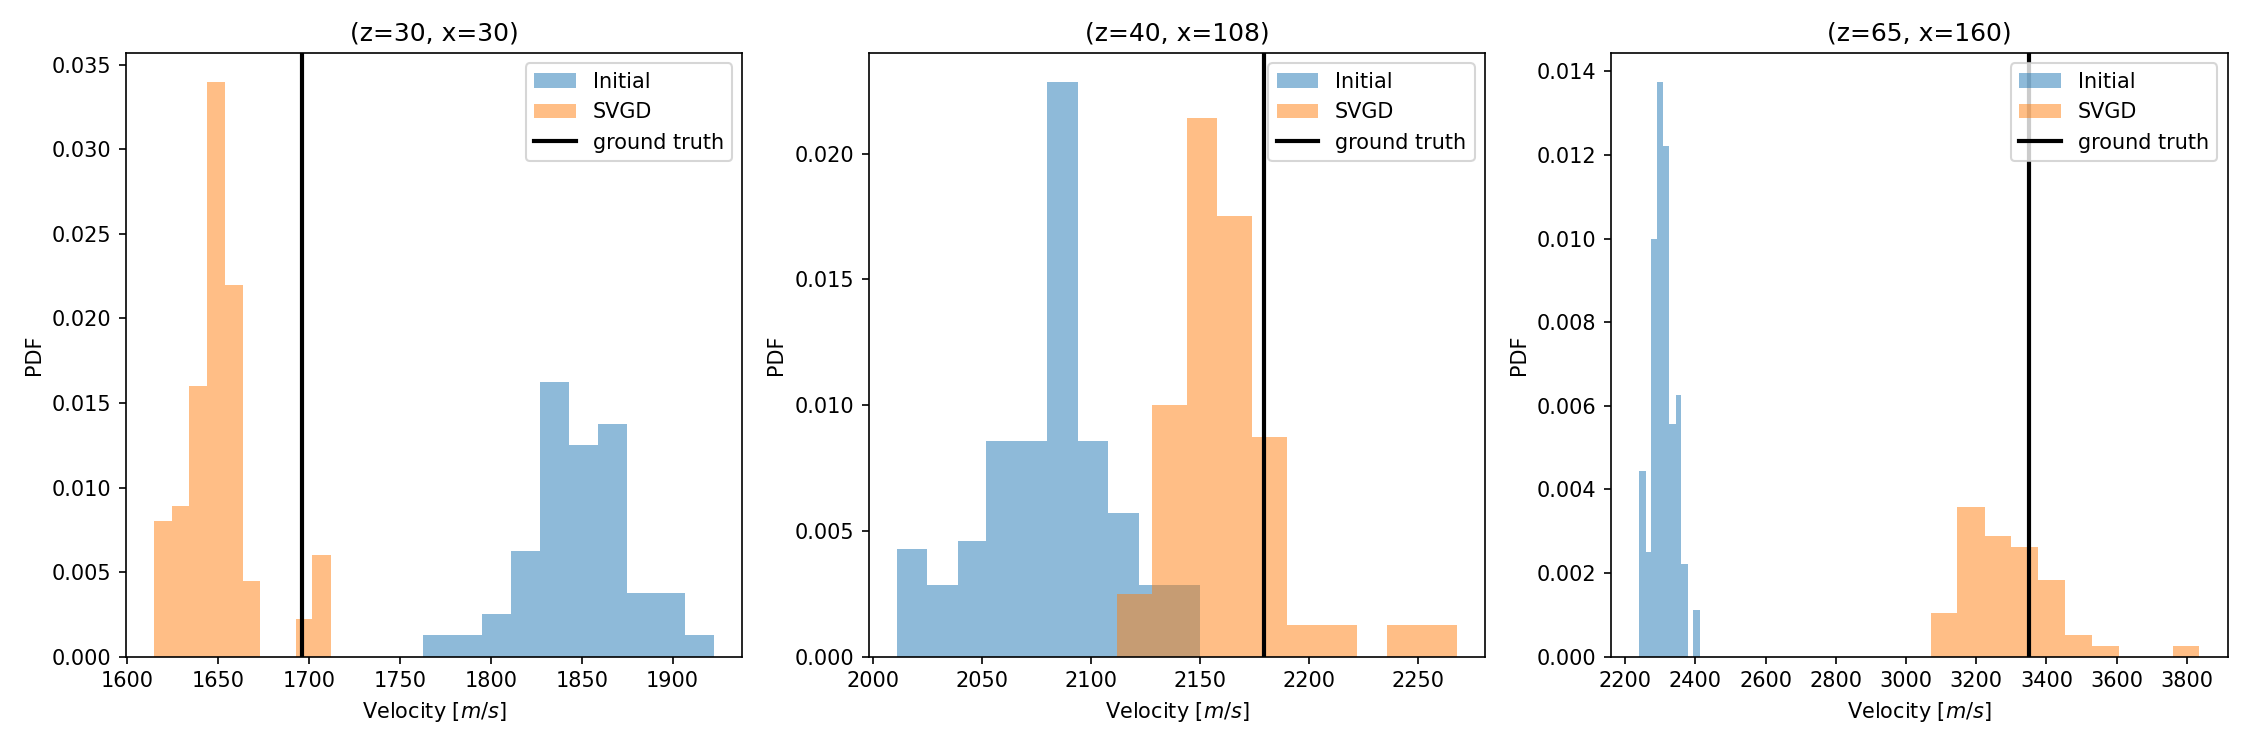 (z=30, x=30)
0.035
0.030
0.025
0.020
0.015
0.010
0.005
0.000
PDF
1600 1650 1700 1750 1800 1850 1900
Velocity [m/s]
Initial
SVGD
ground truth
(z=40, x=108)
0.020
0.015
0.010
0.005
0.000
PDF
2000 2050 2100 2150 2200 2250
Velocity [m/s]
Initial
SVGD
ground truth
(z=65, x=160)
0.014
0.012
0.010
0.008
0.006
0.004
0.002
0.000
PDF
2200 2400 2600 2800 3000 3200 3400 3600 3800
Velocity [m/s]
Initial
SVGD
ground truth